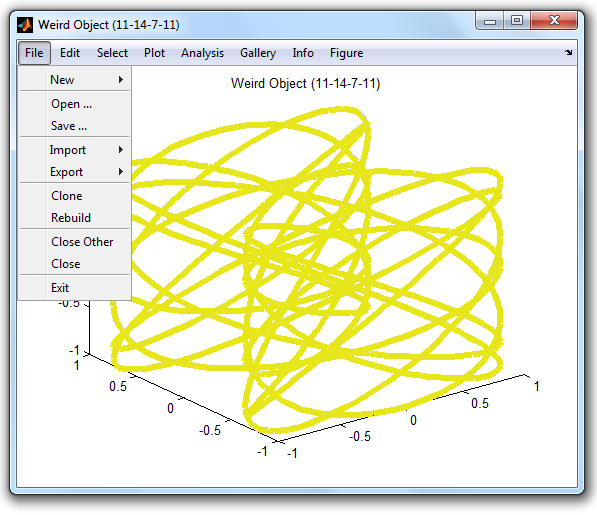 Weird Object (11-14-7-11)
File Edit Select Plot Analysis Gallery Info Figure
Weird Object (11-14-7-11)
New
Open ...
Save ...
Import
Export
Clone
Rebuild
Close Other
Close
Exit
-0.5
-1
1
0.5
0
-0.5
-1
-1
-0.5
0
0.5
1